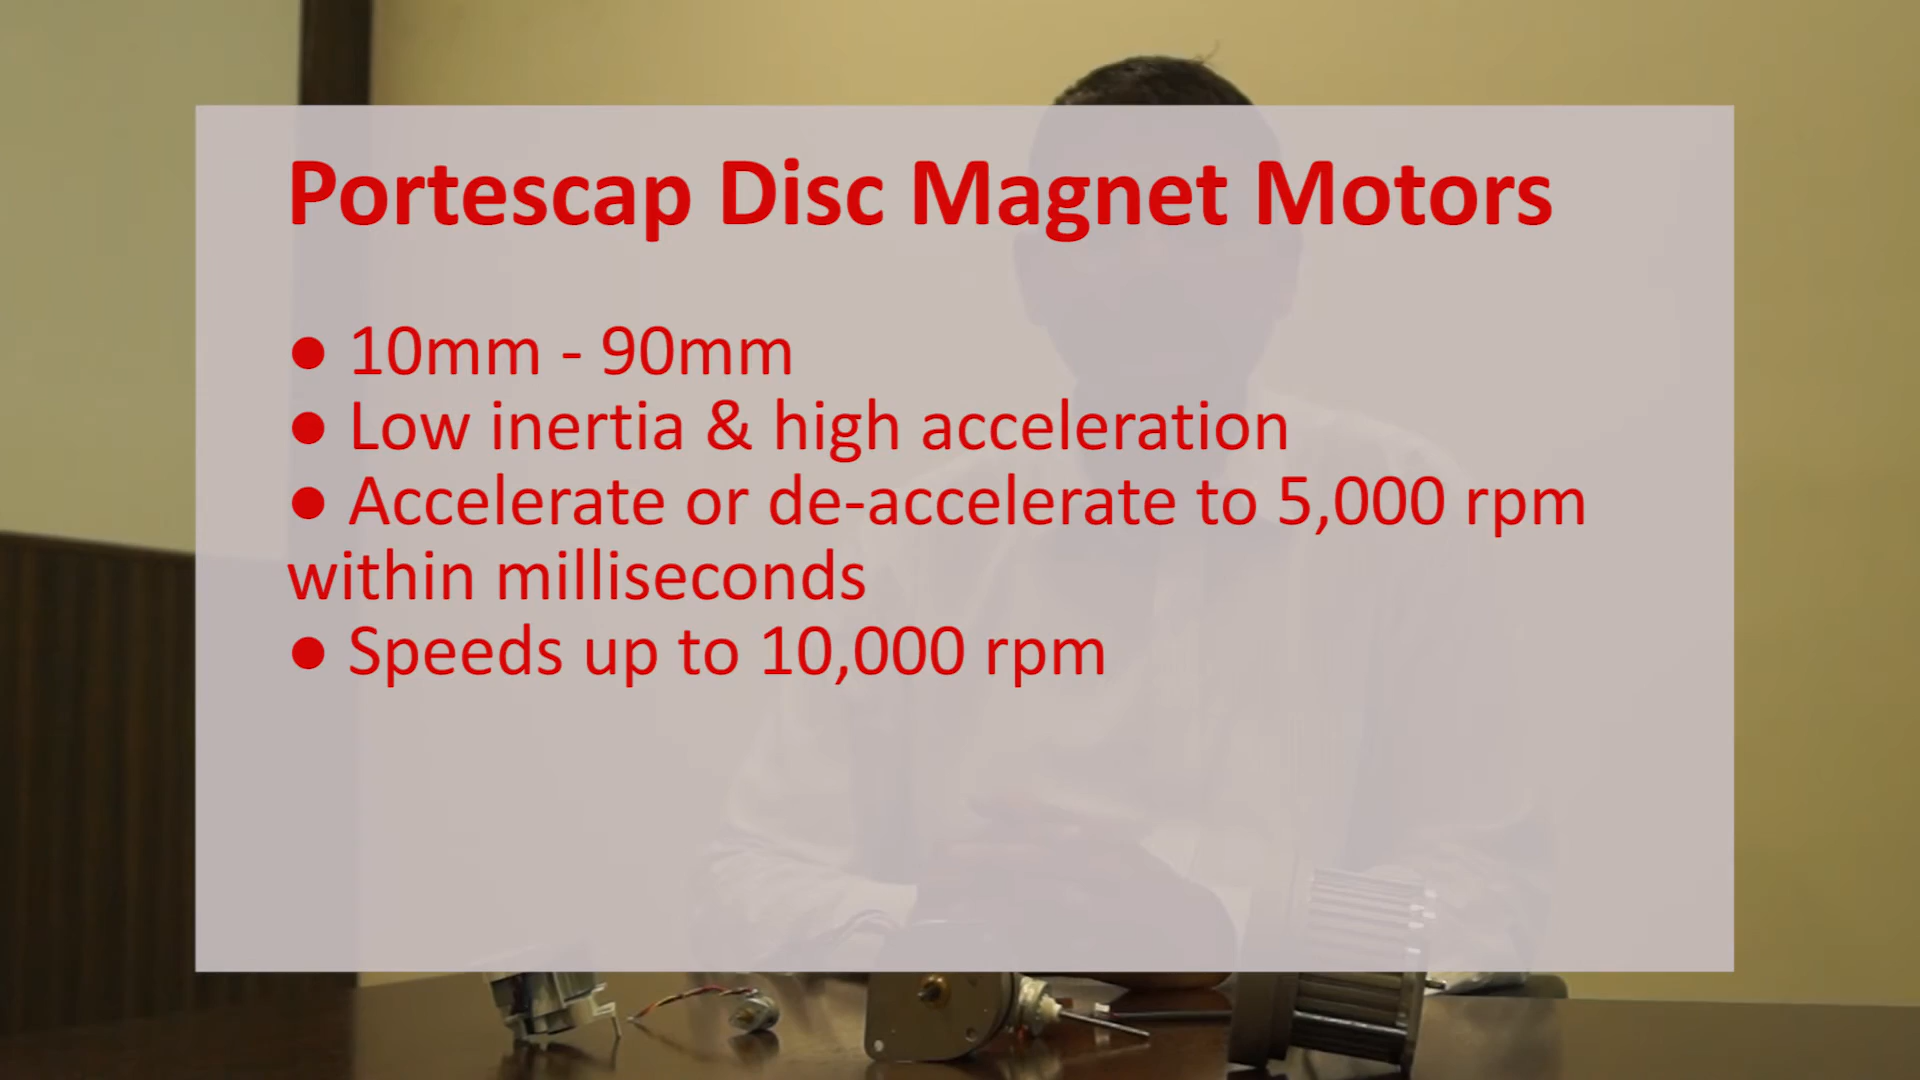 Portescap Disc Magnet Motors
● 10mm - 90mm
● Low inertia & high acceleration
● Accelerate or de-accelerate to 5,000 rpm
within milliseconds
● Speeds up to 10,000 rpm